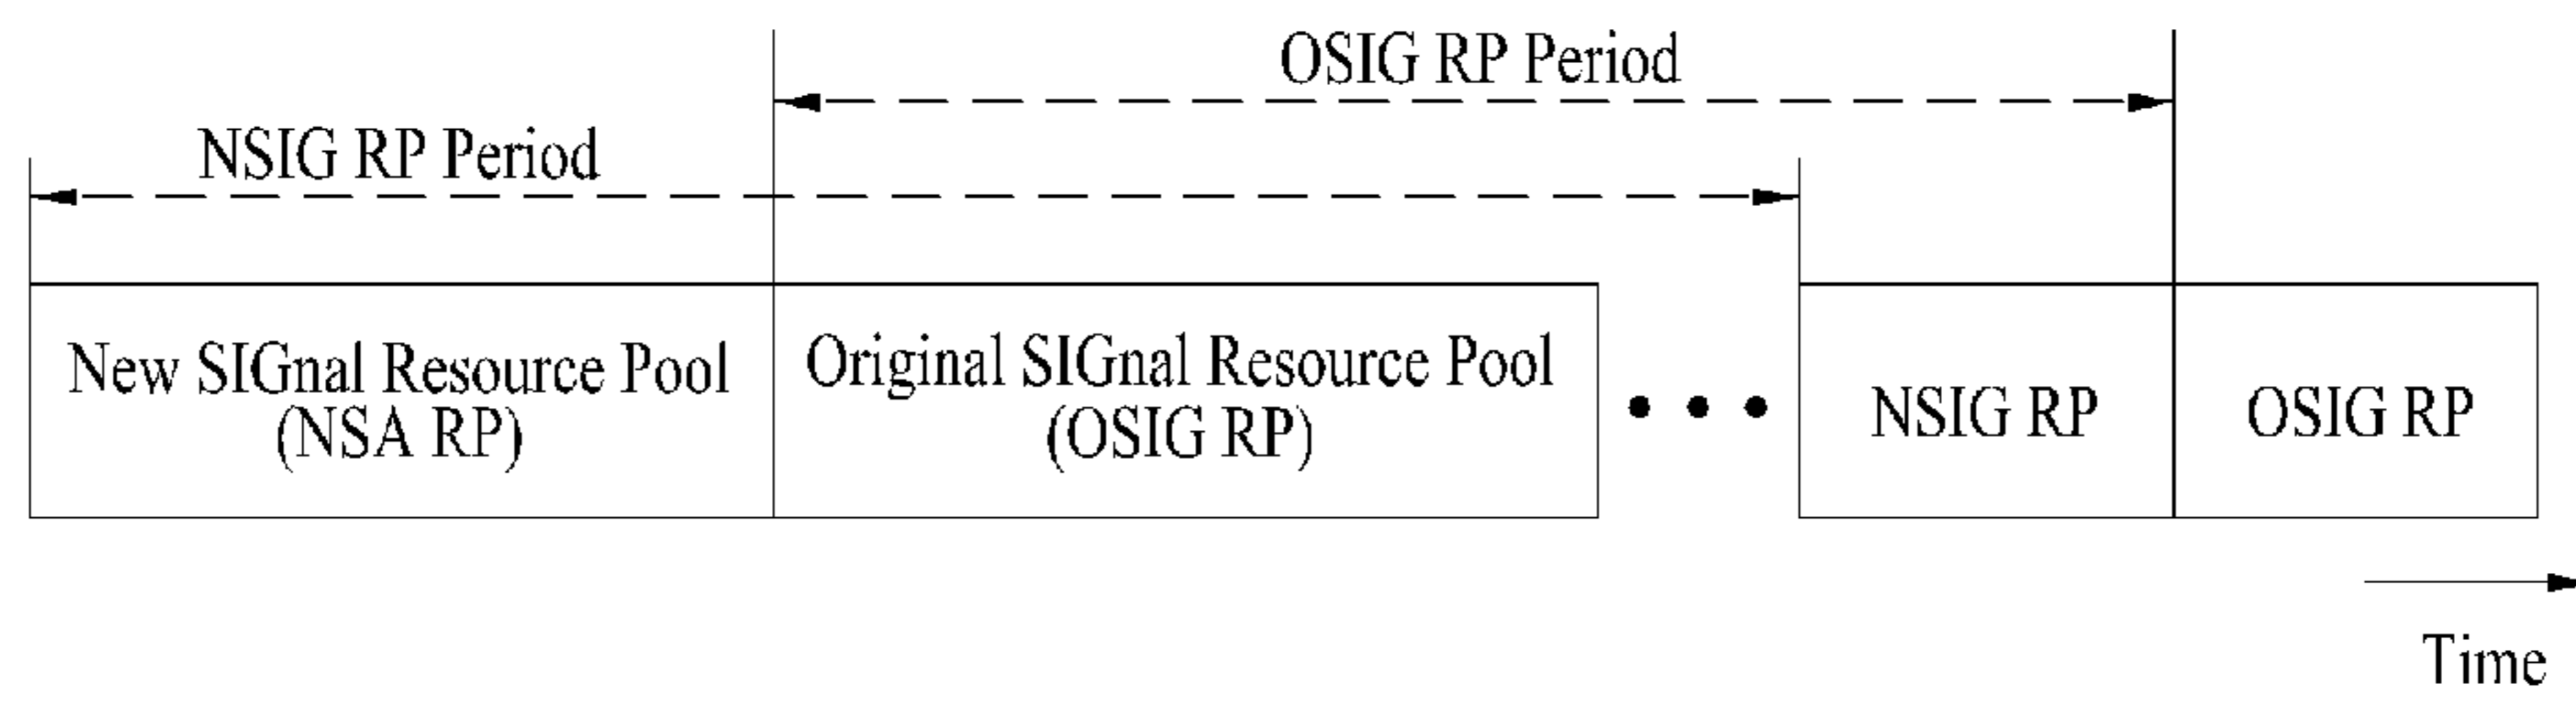 OSIG RP Period
NSIG RP Period
New SIGnal Resource Pool
(NSA RP)
Original SIGnal Resource Pool
(OSIG RP)
NSIG RP
OSIG RP
Time